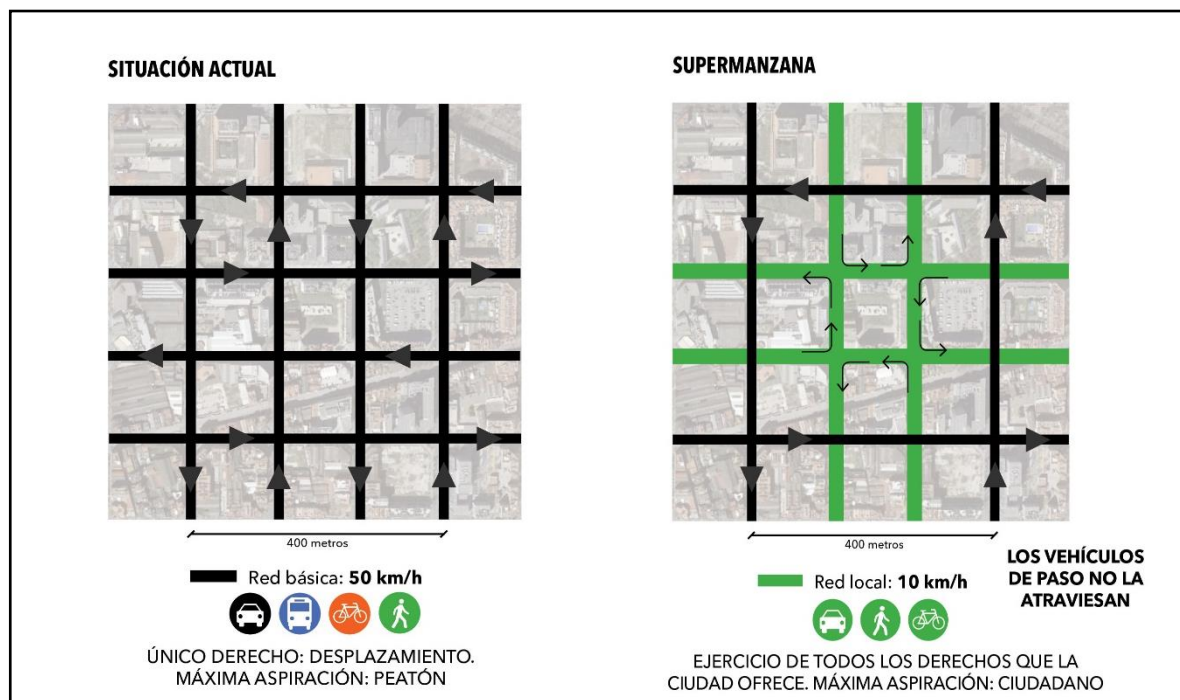 SITUACIÓN ACTUAL
400 metros
Red básica: 50 km/h
ÚNICO DERECHO: DESPLAZAMIENTO.
MÁXIMA ASPIRACIÓN: PEATÓN
SUPERMANZANA
400 metros
LOS VEHÍCULOS
DE PASO NO LA
ATRAVIESAN
Red local: 10 km/h
EJERCICIO DE TODOS LOS DERECHOS QUE LA
CIUDAD OFRECE. MÁXIMA ASPIRACIÓN: CIUDADANO